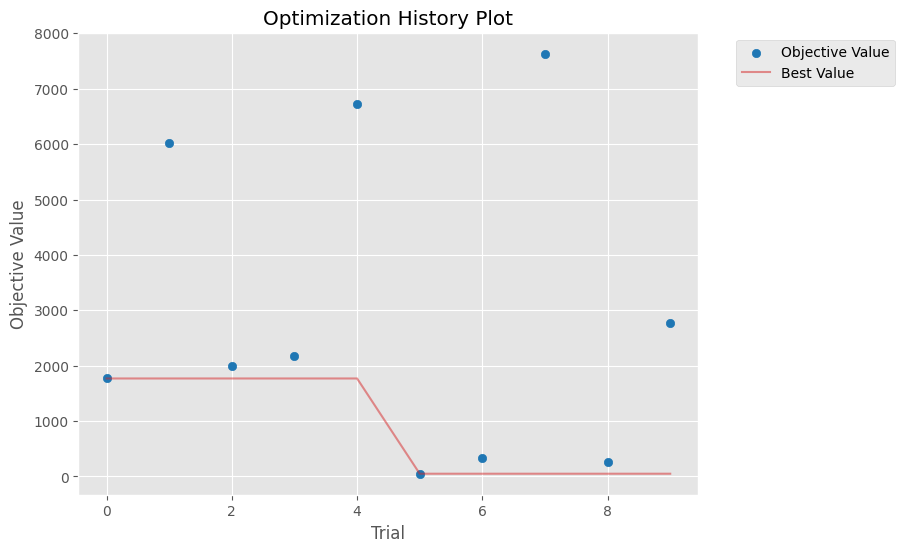 Optimization History Plot
Objective Value
Best Value
8000
7000
6000
5000
4000
3000
2000
1000
0
Objective Value
0 2 4 6 8
Trial